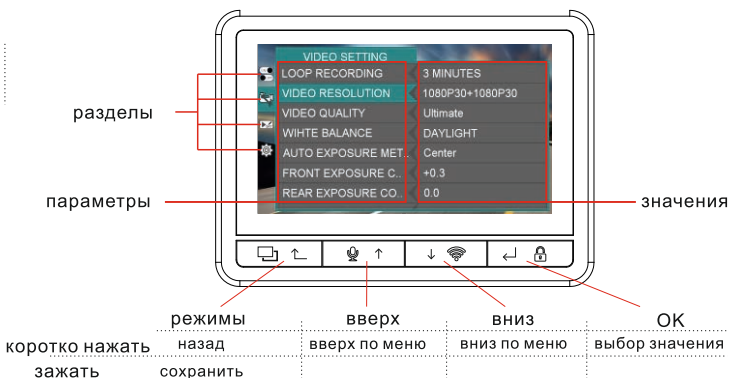 VIDEO SETTING
LOOP RECORDING 3 MINUTES
VIDEO RESOLUTION 1080P30+1080P30
VIDEO QUALITY Ultimate
WIHTE BALANCE DAYLIGHT
AUTO EXPOSURE MET.. Center
FRONT EXPOSURE C.. +0.3
REAR EXPOSURE CO.. 0.0
разделы
параметры
значения
режимы вверх вниз OK
коротко нажать назад вверх по меню вниз по меню выбор значения
зажать сохранить